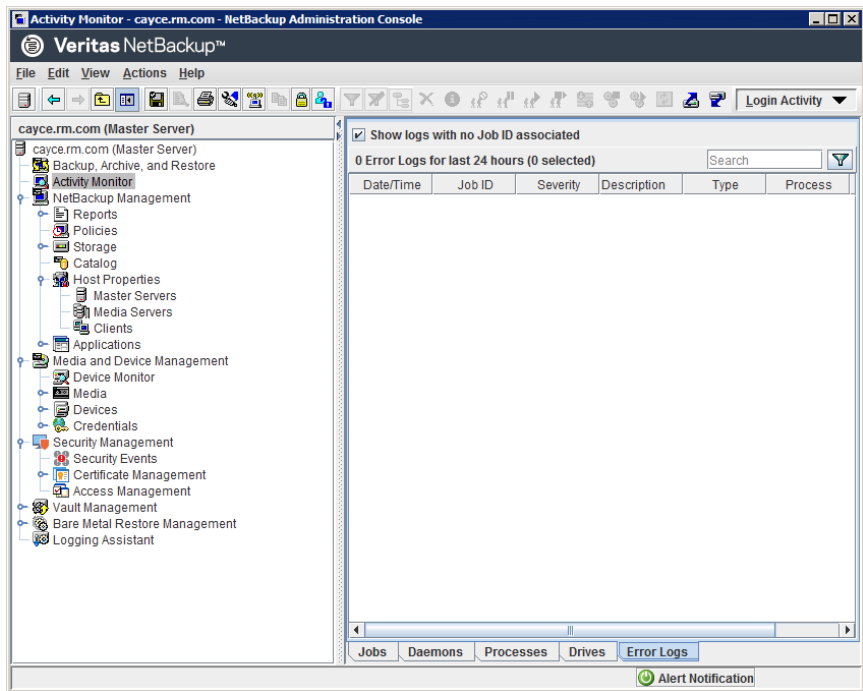 Activity Monitor - cayce.rm.com - NetBackup Administration Console
Veritas NetBackup™
File Edit View Actions Help
Login Activity
cayce.rm.com (Master Server)
cayce.rm.com (Master Server)
Backup, Archive, and Restore
Activity Monitor
NetBackup Management
Reports
Policies
Storage
Catalog
Host Properties
Master Servers
Media Servers
Clients
Applications
Media and Device Management
Device Monitor
Media
Devices
Credentials
Security Management
Security Events
Certificate Management
Access Management
Vault Management
Bare Metal Restore Management
Logging Assistant
Show logs with no Job ID associated
0 Error Logs for last 24 hours (0 selected)
Search
Date/Time Job ID Severity Description Type Process
Jobs Daemons Processes Drives Error Logs
Alert Notification